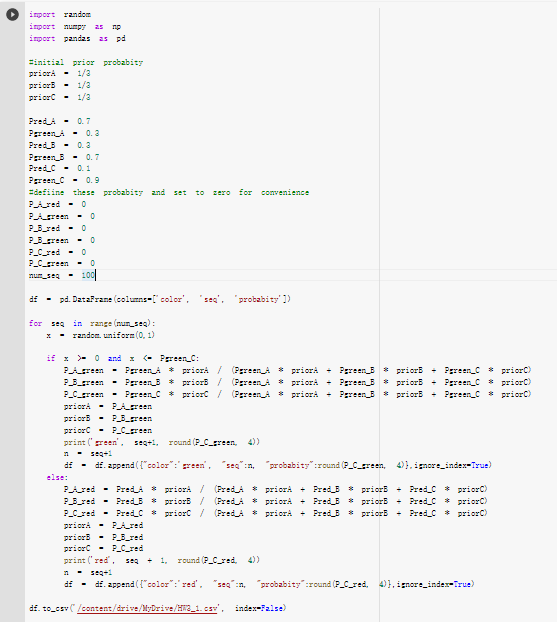 import random
import numpy as np
import pandas as pd
#initial prior probabity
priorA = 1/3
priorB = 1/3
priorC = 1/3
Pred_A = 0.7
Pgreen_A = 0.3
Pred_B = 0.3
Pgreen_B = 0.7
Pred_C = 0.1
Pgreen_C = 0.9
#defiine these probabity and set to zero for convenience
P_A_red = 0
P_A_green = 0
P_B_red = 0
P_B_green = 0
P_C_red = 0
P_C_green = 0
num_seq = 100
df = pd.DataFrame(columns=['color', 'seq', 'probabity'])
for seq in range(num_seq):
    x = random.uniform(0,1)
    if x >= 0 and x <= Pgreen_C:
        P_A_green = Pgreen_A * priorA / (Pgreen_A * priorA + Pgreen_B * priorB + Pgreen_C * priorC)
        P_B_green = Pgreen_B * priorB / (Pgreen_A * priorA + Pgreen_B * priorB + Pgreen_C * priorC)
        P_C_green = Pgreen_C * priorC / (Pgreen_A * priorA + Pgreen_B * priorB + Pgreen_C * priorC)
        priorA = P_A_green
        priorB = P_B_green
        priorC = P_C_green
        print('green', seq+1, round(P_C_green, 4))
        n = seq+1
        df = df.append({"color":'green', "seq":n, "probabity":round(P_C_green, 4)},ignore_index=True)
    else:
        P_A_red = Pred_A * priorA / (Pred_A * priorA + Pred_B * priorB + Pred_C * priorC)
        P_B_red = Pred_B * priorB / (Pred_A * priorA + Pred_B * priorB + Pred_C * priorC)
        P_C_red = Pred_C * priorC / (Pred_A * priorA + Pred_B * priorB + Pred_C * priorC)
        priorA = P_A_red
        priorB = P_B_red
        priorC = P_C_red
        print('red', seq + 1, round(P_C_red, 4))
        n = seq+1
        df = df.append({"color":'red', "seq":n, "probabity":round(P_C_red, 4)},ignore_index=True)
df.to_csv('/content/drive/MyDrive/HW3_1.csv', index=False)